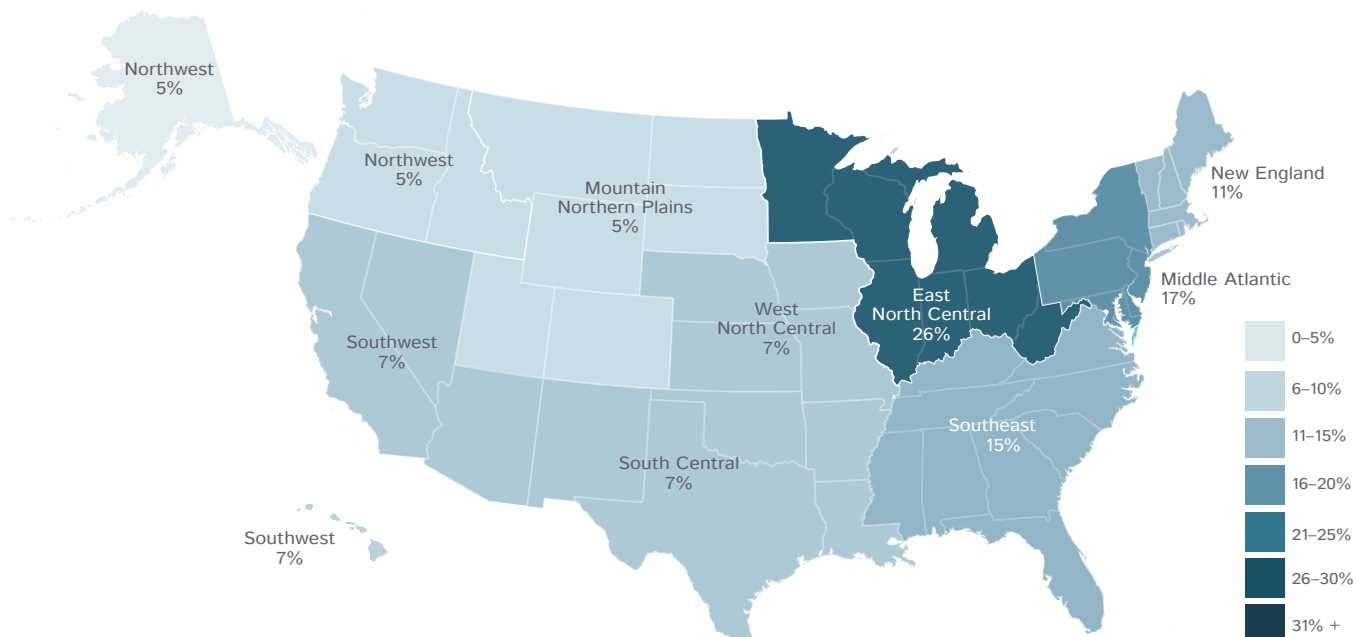 Northwest
5%
Northwest
5%
Mountain
Northern Plains
5%
New England
11%
Middle Atlantic
17%
East
North Central
26%
West
North Central
7%
Southwest
7%
Southeast
15%
South Central
7%
Southwest
7%
0–5%
6–10%
11–15%
16–20%
21–25%
26–30%
31% +